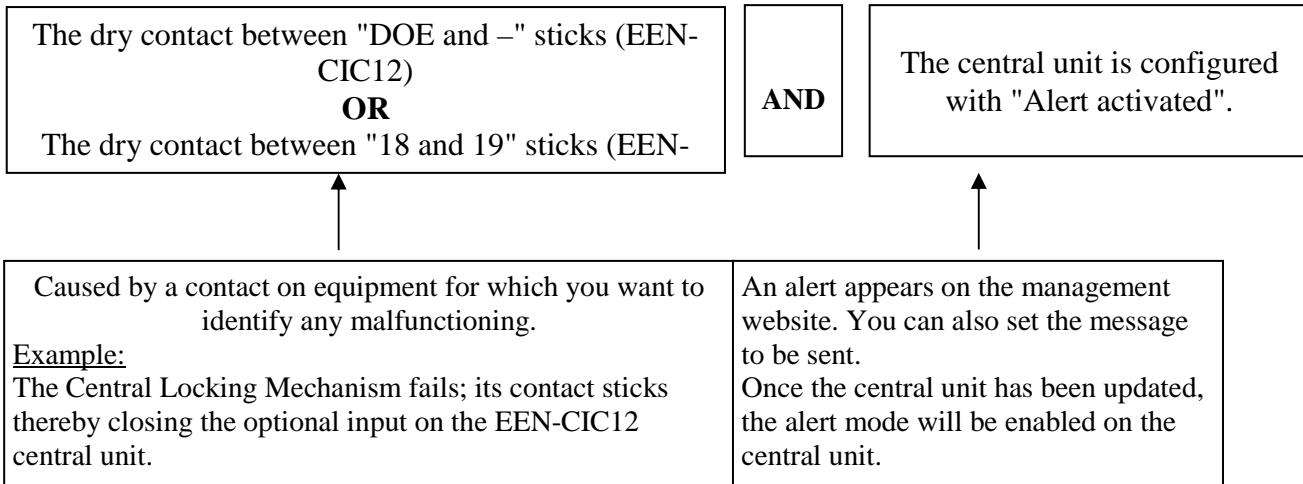 The dry contact between "DOE and –" sticks (EEN-
CIC12)
OR
The dry contact between "18 and 19" sticks (EEN-
AND
The central unit is configured
with "Alert activated".
Caused by a contact on equipment for which you want to
identify any malfunctioning.
Example:
The Central Locking Mechanism fails; its contact sticks
thereby closing the optional input on the EEN-CIC12
central unit.
An alert appears on the management
website. You can also set the message
to be sent.
Once the central unit has been updated,
the alert mode will be enabled on the
central unit.